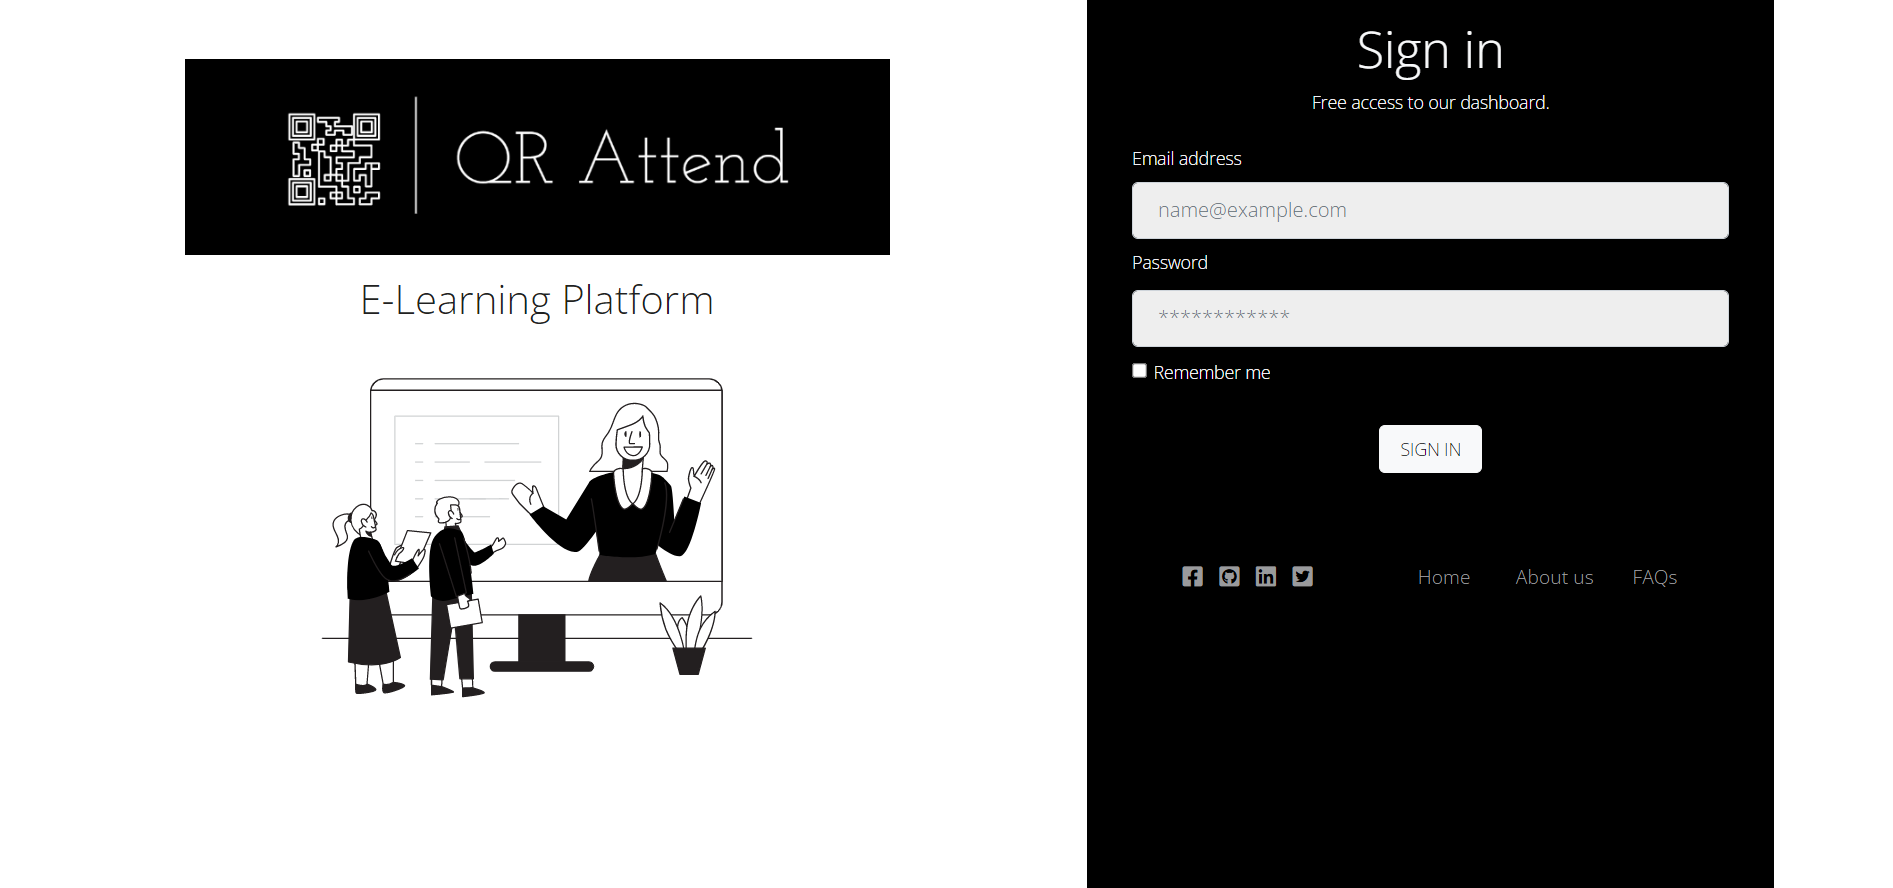 QR Attend
E-Learning Platform
Sign in
Free access to our dashboard.
Email address
name@example.com
Password
************
Remember me
SIGN IN
Home About us FAQs